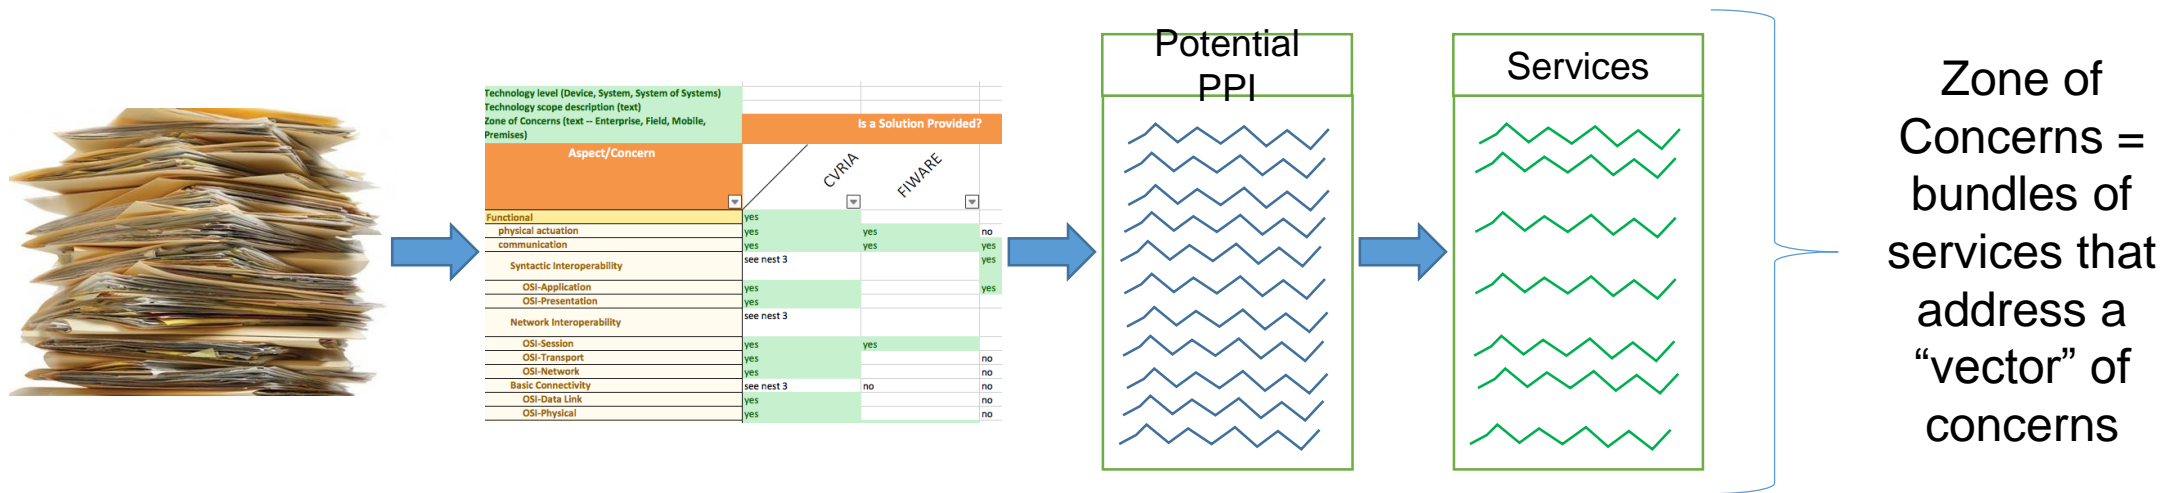 Technology level (Device, System, System of Systems)
Technology scope description (text)
Zone of Concerns (text -- Enterprise, Field, Mobile,
Premises)
Is a Solution Provided?
Aspect/Concern
CVRIA
FIWARE
Functional yes
physical actuation yes yes no
communication yes yes yes
Syntactic Interoperability see nest 3 yes
OSI-Application yes yes
OSI-Presentation yes
Network Interoperability see nest 3
OSI-Session yes yes
OSI-Transport yes no
OSI-Network yes no
Basic Connectivity see nest 3 no no
OSI-Data Link yes no
OSI-Physical yes no
Potential
PPI
Services
Zone of
Concerns =
bundles of
services that
address a
“vector” of
concerns